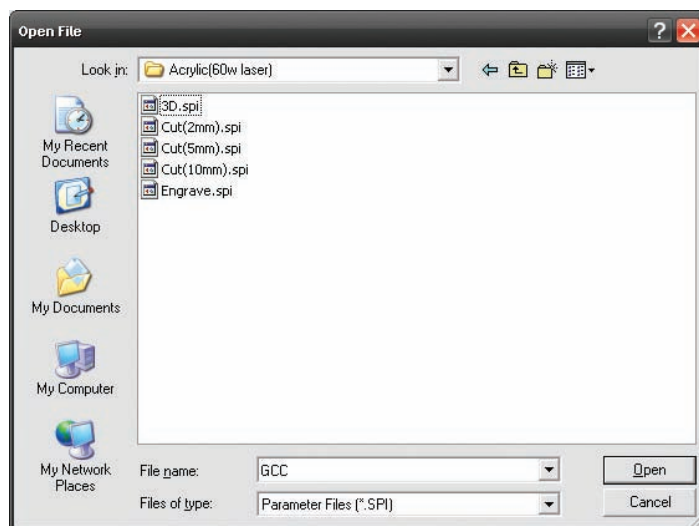 Open File
Look in: Acrylic(60w laser)
My Recent
Documents
Desktop
My Documents
My Computer
My Network
Places
3D.spi
Cut(2mm).spi
Cut(5mm).spi
Cut(10mm).spi
Engrave.spi
File name: GCC Open
Files of type: Parameter Files (*.SPI) Cancel